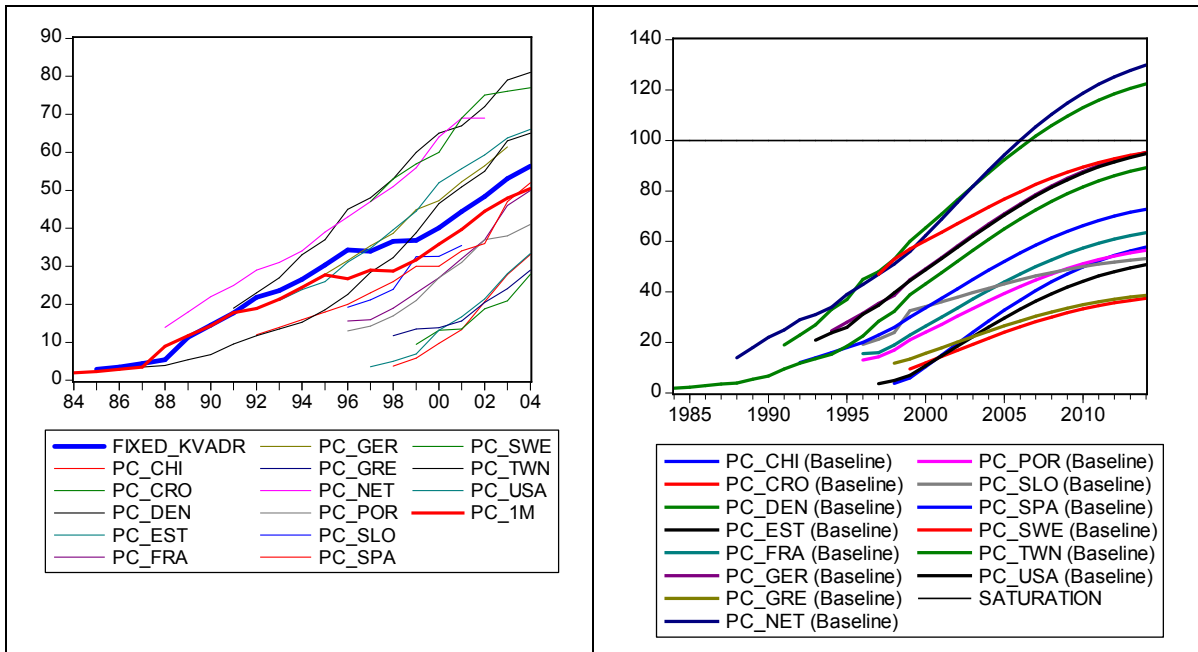 90
80
70
60
50
40
30
20
10
0
84 86 88 90 92 94 96 98 00 02 04
FIXED_KVADR PC_GER PC_SWE
PC_CHI PC_GRE PC_TWN
PC_CRO PC_NET PC_USA
PC_DEN PC_POR PC_1M
PC_EST PC_SLO
PC_FRA PC_SPA
140
120
100
80
60
40
20
0
1985 1990 1995 2000 2005 2010
PC_CHI (Baseline) PC_POR (Baseline)
PC_CRO (Baseline) PC_SLO (Baseline)
PC_DEN (Baseline) PC_SPA (Baseline)
PC_EST (Baseline) PC_SWE (Baseline)
PC_FRA (Baseline) PC_TWN (Baseline)
PC_GER (Baseline) PC_USA (Baseline)
PC_GRE (Baseline) SATURATION
PC_NET (Baseline)